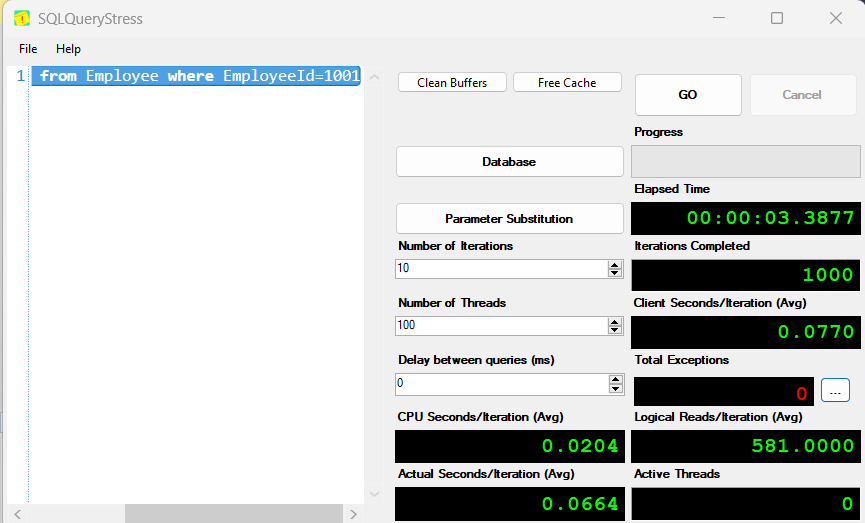 SQLQueryStress
File Help
1 from Employee where EmployeeId=1001
Clean Buffers
Free Cache
GO
Cancel
Progress
Database
Elapsed Time
00:00:03.3877
Parameter Substitution
Number of Iterations
10
Iterations Completed
1000
Number of Threads
100
Client Seconds/Iteration (Avg)
0.0770
Delay between queries (ms)
0
Total Exceptions
0
...
CPU Seconds/Iteration (Avg)
0.0204
Logical Reads/Iteration (Avg)
581.0000
Actual Seconds/Iteration (Avg)
0.0664
Active Threads
0